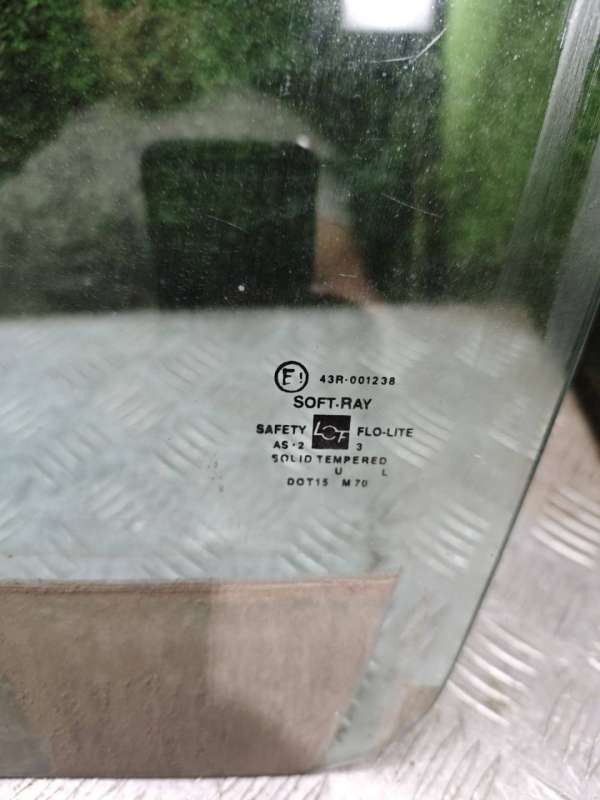 E1 43R-001238
SOFT-RAY
SAFETY LOF FLO-LITE
AS-2 3
SOLID TEMPERED
U L
DOT15 M70